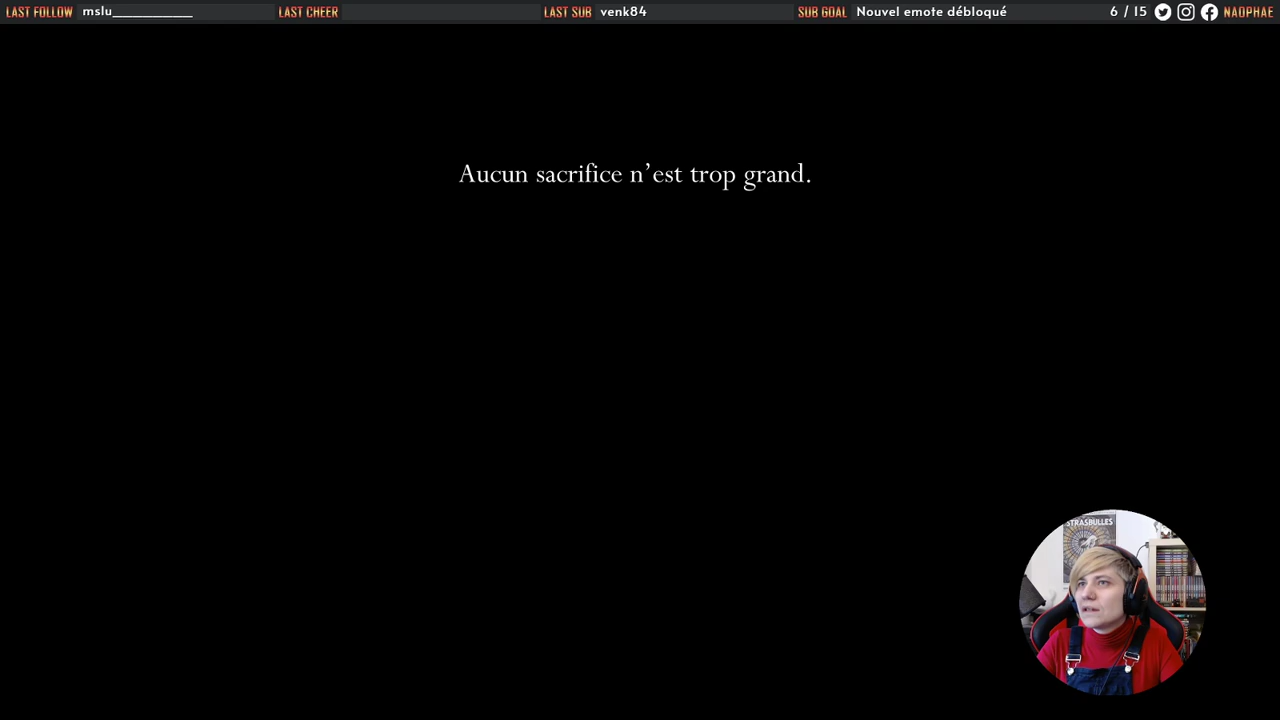 LAST FOLLOW mslu__________ LAST CHEER LAST SUB venk84 SUB GOAL Nouvel emote débloqué 6 / 15 NAOPHAE
Aucun sacrifice n’est trop grand.
STRASBULLES